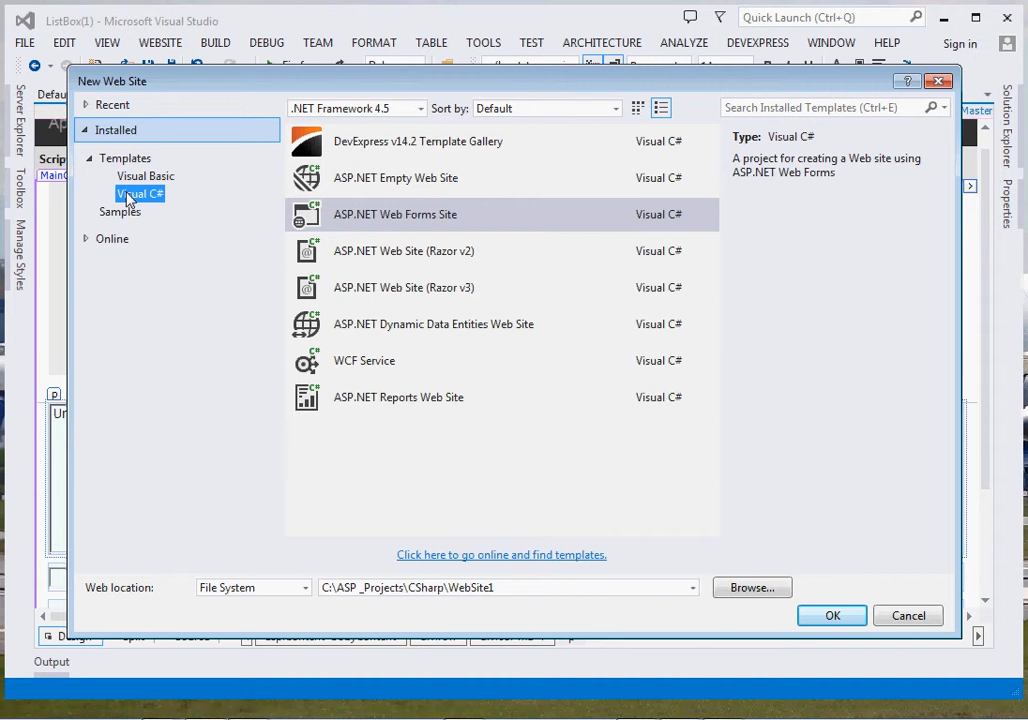 ListBox(1) - Microsoft Visual Studio
Quick Launch (Ctrl+Q)
FILE EDIT VIEW WEBSITE BUILD DEBUG TEAM FORMAT TABLE TOOLS TEST ARCHITECTURE ANALYZE DEVEXPRESS WINDOW HELP Sign in
New Web Site
Recent
.NET Framework 4.5 Sort by: Default
Search Installed Templates (Ctrl+E)
Installed
Templates
Visual Basic
Visual C#
Samples
Online
DevExpress v14.2 Template Gallery Visual C#
ASP.NET Empty Web Site Visual C#
ASP.NET Web Forms Site Visual C#
ASP.NET Web Site (Razor v2) Visual C#
ASP.NET Web Site (Razor v3) Visual C#
ASP.NET Dynamic Data Entities Web Site Visual C#
WCF Service Visual C#
ASP.NET Reports Web Site Visual C#
Type: Visual C#
A project for creating a Web site using
ASP.NET Web Forms
Click here to go online and find templates.
Web location: File System C:\ASP _Projects\CSharp\WebSite1 Browse...
OK Cancel
Server Explorer
Toolbox
Manage Styles
Solution Explorer
Properties
Master
p
Output